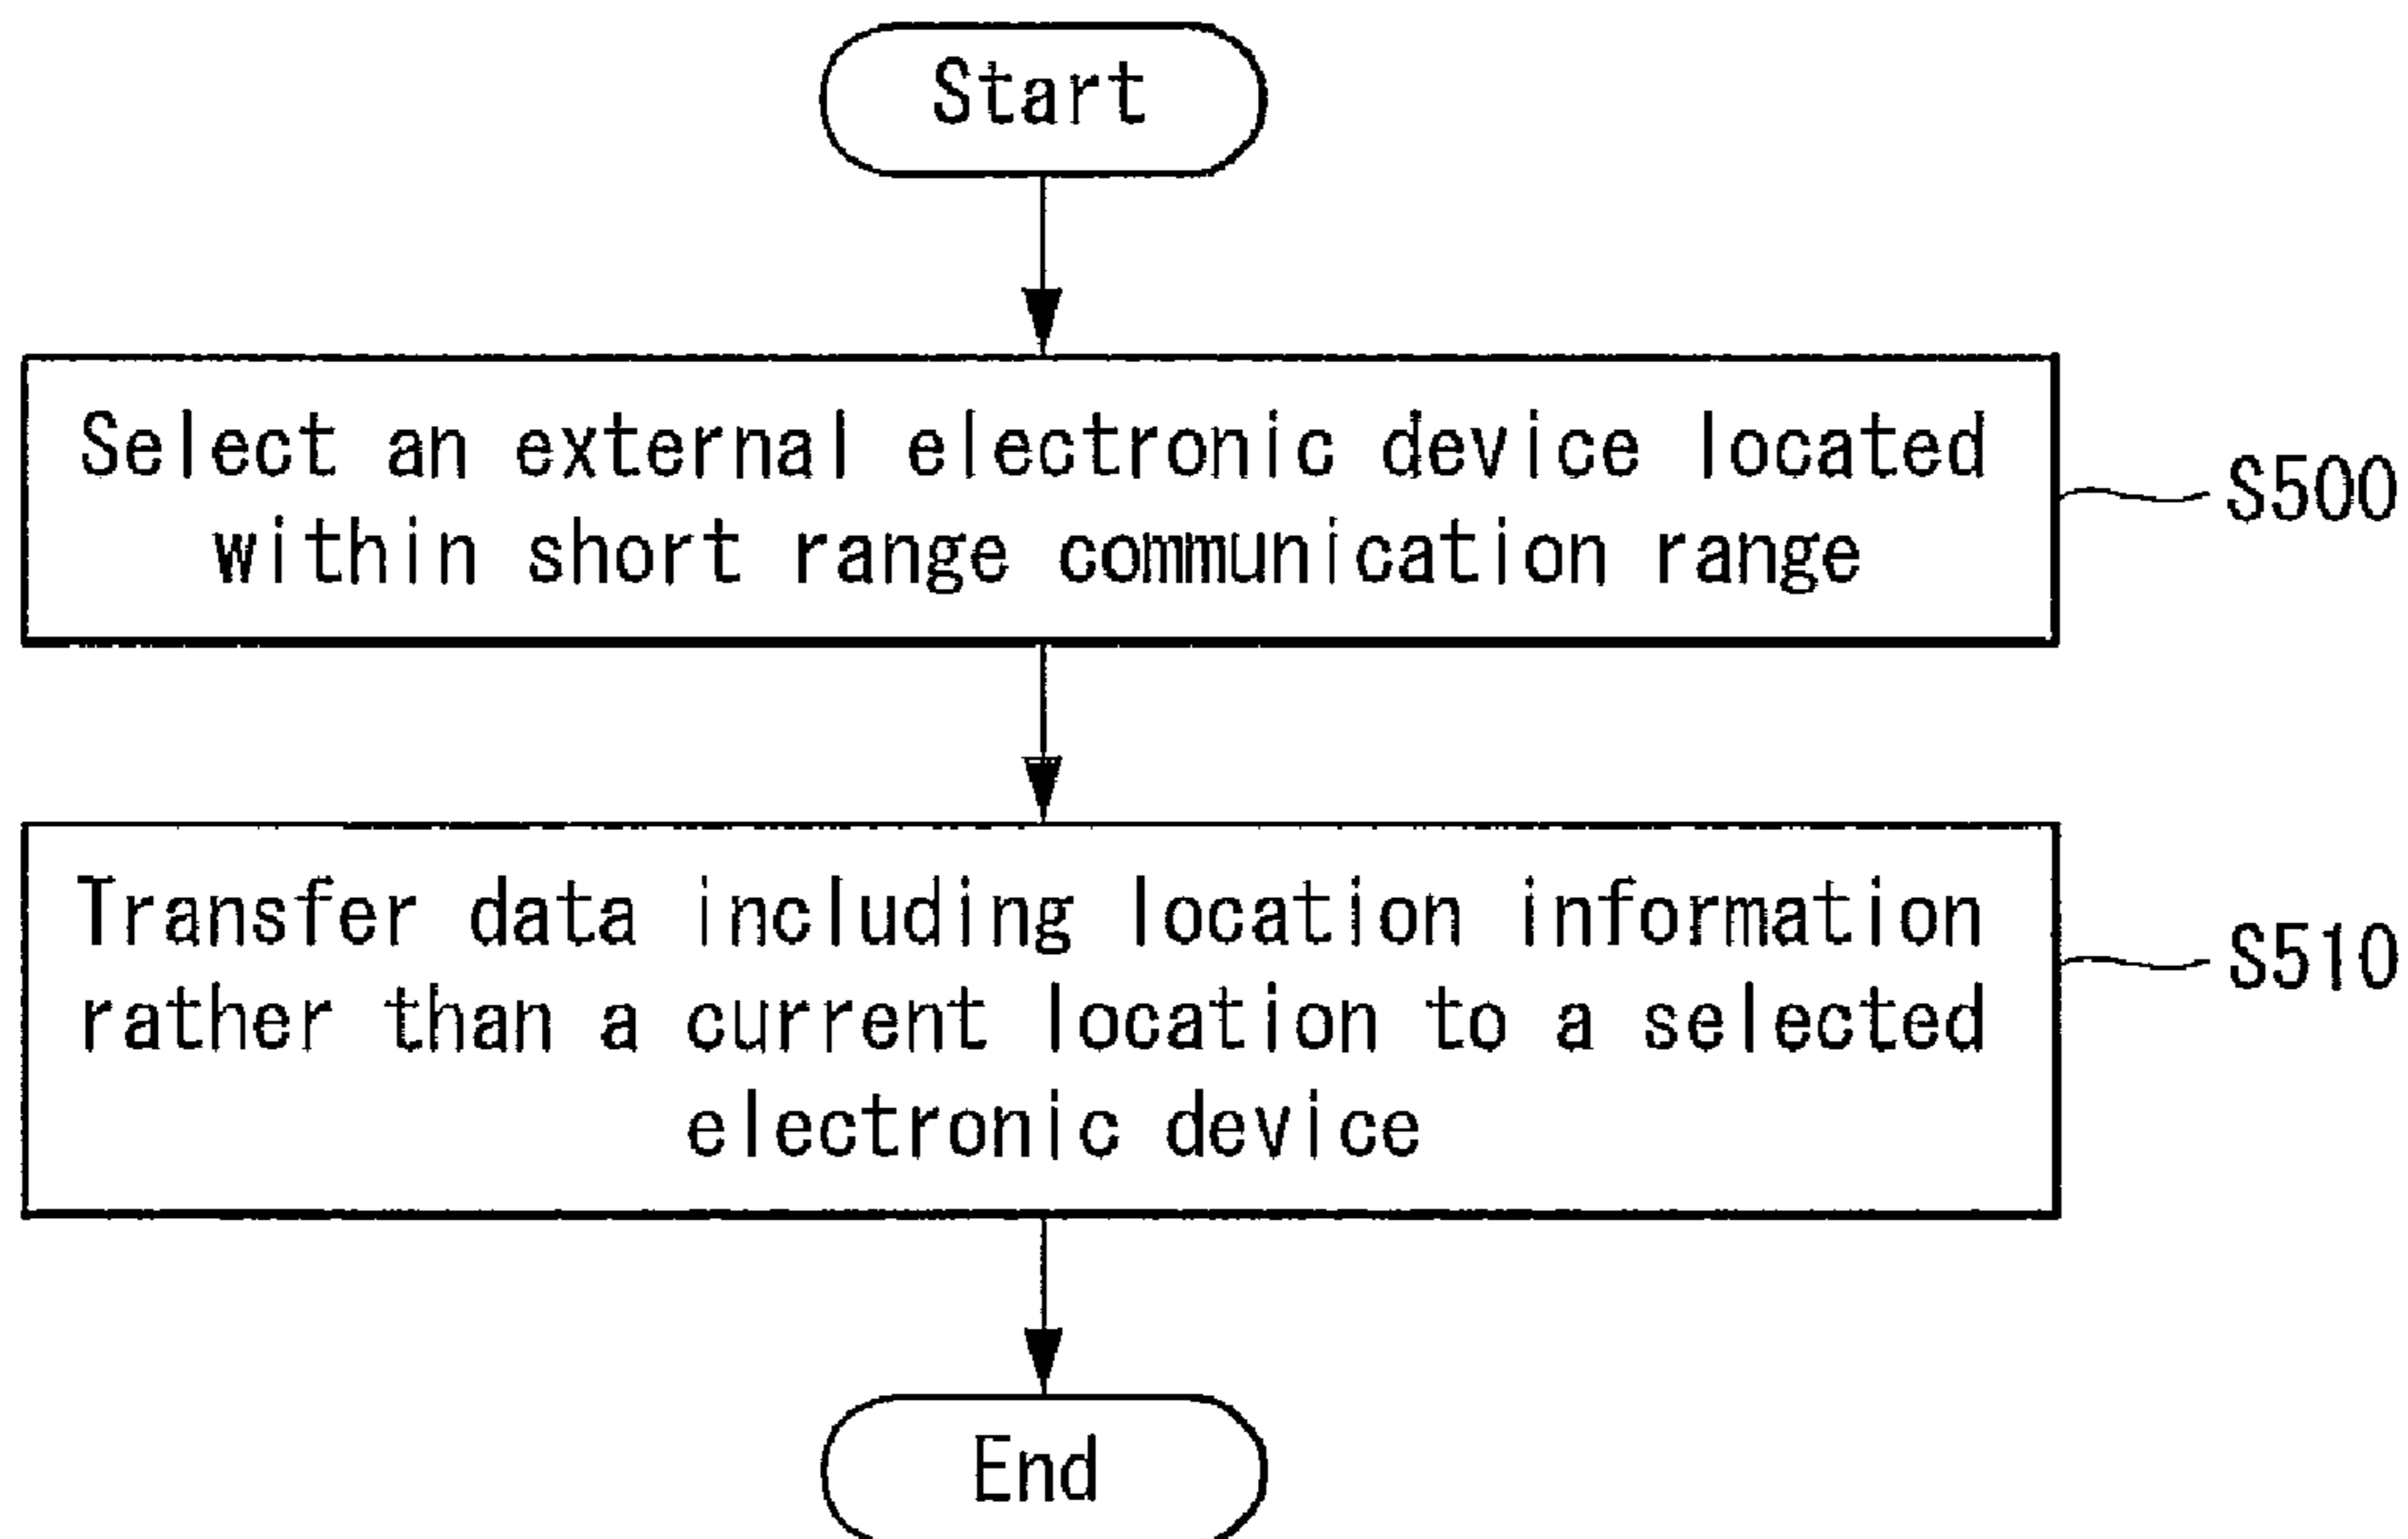 Start
Select an external electronic device located
within short range communication range
S500
Transfer data including location information
rather than a current location to a selected
electronic device
S510
End